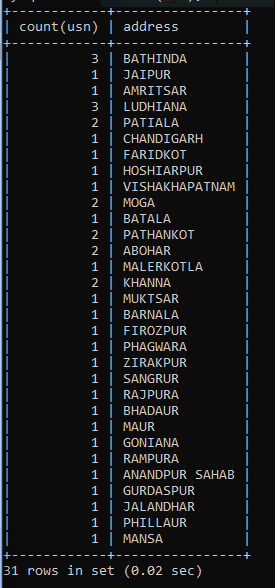 +------------+----------------+
| count(usn) | address        |
+------------+----------------+
|          3 | BATHINDA       |
|          1 | JAIPUR         |
|          1 | AMRITSAR       |
|          3 | LUDHIANA       |
|          2 | PATIALA        |
|          1 | CHANDIGARH     |
|          1 | FARIDKOT       |
|          1 | HOSHIARPUR     |
|          1 | VISHAKHAPATNAM |
|          2 | MOGA           |
|          1 | BATALA         |
|          2 | PATHANKOT      |
|          2 | ABOHAR         |
|          1 | MALERKOTLA     |
|          2 | KHANNA         |
|          1 | MUKTSAR        |
|          1 | BARNALA        |
|          1 | FIROZPUR       |
|          1 | PHAGWARA       |
|          1 | ZIRAKPUR       |
|          1 | SANGRUR        |
|          1 | RAJPURA        |
|          1 | BHADAUR        |
|          1 | MAUR           |
|          1 | GONIANA        |
|          1 | RAMPURA        |
|          1 | ANANDPUR SAHAB |
|          1 | GURDASPUR      |
|          1 | JALANDHAR      |
|          1 | PHILLAUR       |
|          1 | MANSA          |
+------------+----------------+
31 rows in set (0.02 sec)